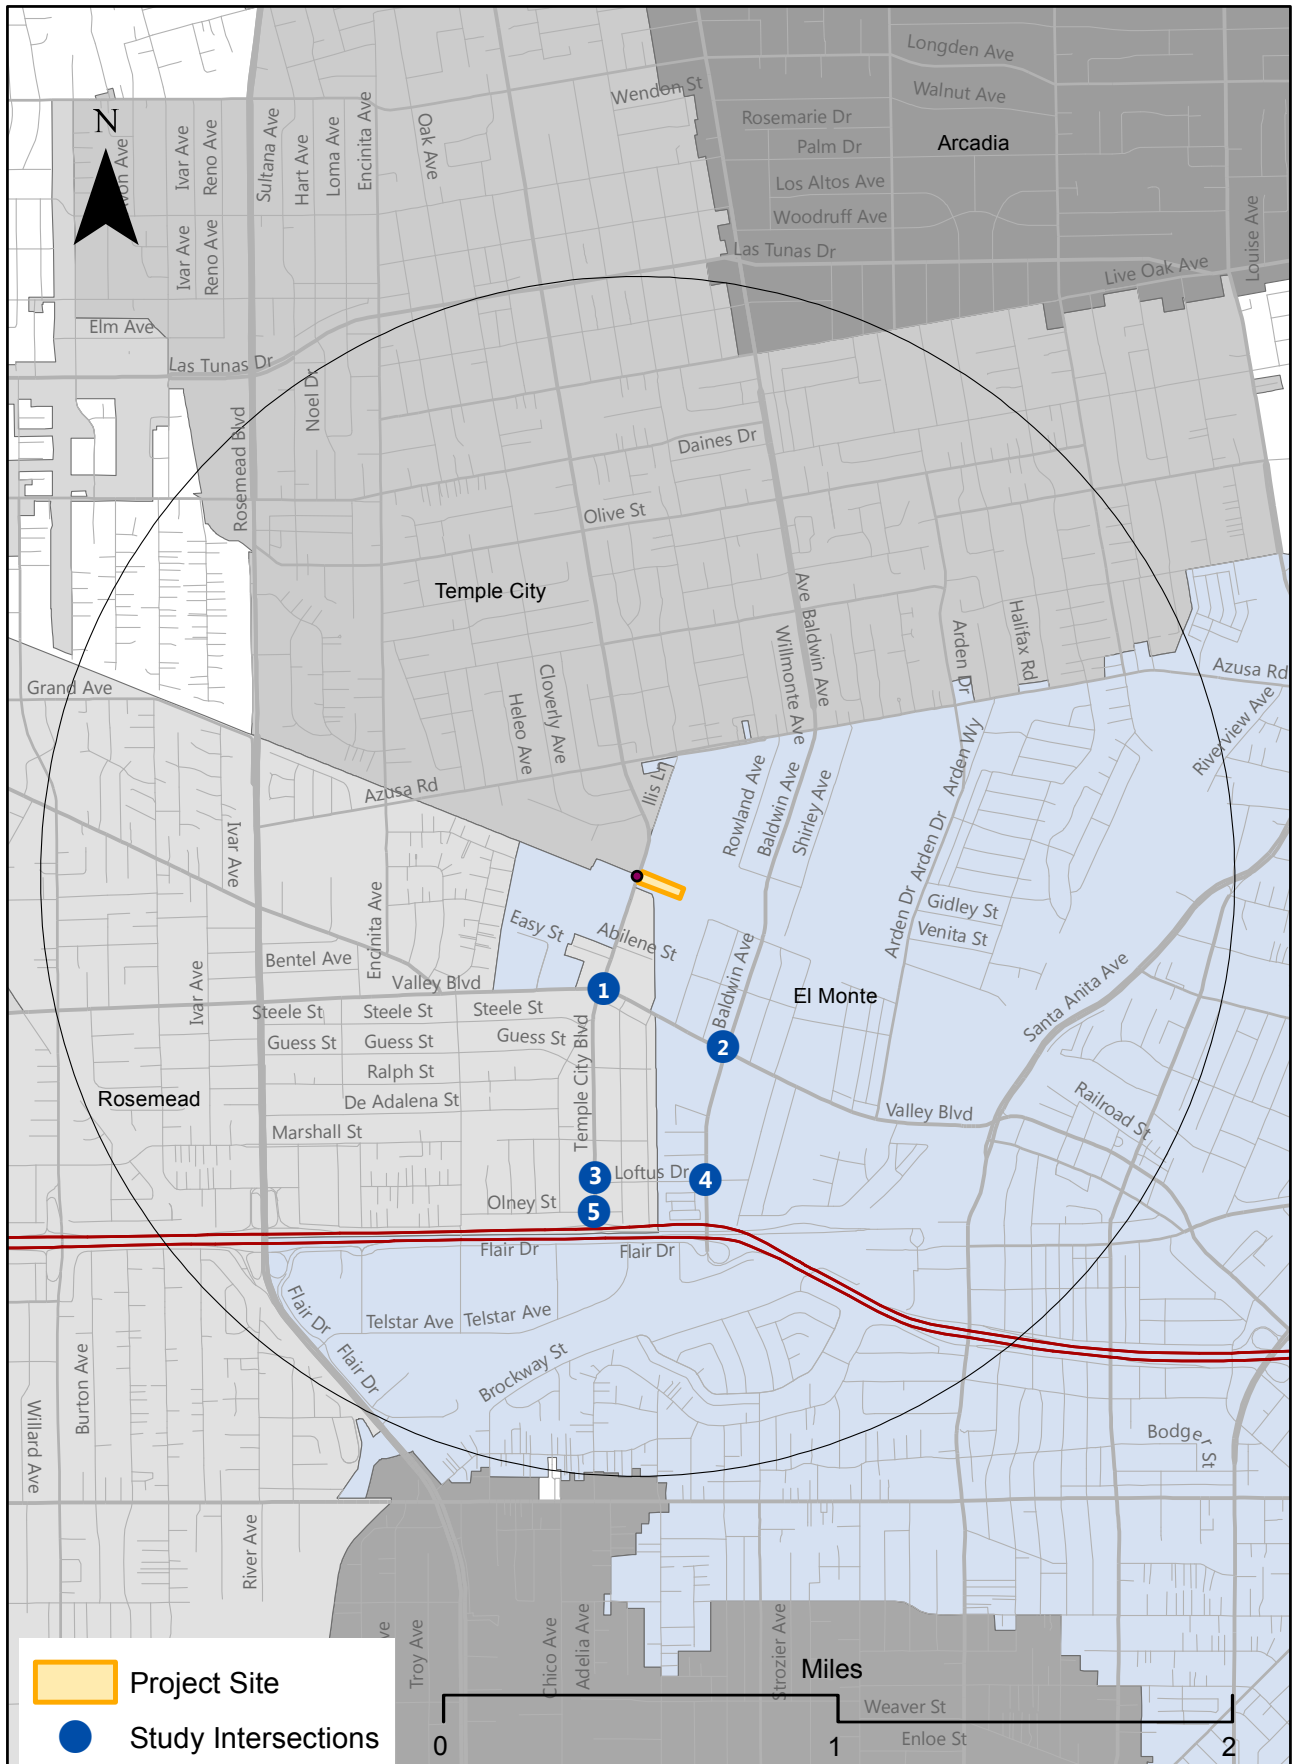 Longden Ave
Wendon St
Walnut Ave
N
Rosemarie Dr
Arcadia
Palm Dr
Ivar Ave
Reno Ave
Sultana Ave
Hart Ave
Loma Ave
Encinita Ave
Oak Ave
Los Altos Ave
Woodruff Ave
Ivar Ave
Reno Ave
Las Tunas Dr
Live Oak Ave
Louise Ave
Elm Ave
Las Tunas Dr
Noel Dr
Rosemead Blvd
Daines Dr
Olive St
Temple City
Ave
Baldwin Ave
Willmonte Ave
Arden Dr
Halifax Rd
Grand Ave
Cloverly Ave
Heleo Ave
Azusa Rd
Riverview Ave
Azusa Rd
Ilis Ln
Rowland Ave
Baldwin Ave
Shirley Ave
Arden Wy
Arden Dr
Arden Dr
Ivar Ave
Encinita Ave
Easy St
Abilene St
Gidley St
Venita St
Bentel Ave
Valley Blvd
Baldwin Ave
El Monte
Santa Anita Ave
Ivar Ave
1
Steele St
Steele St
Steele St
Guess St
Guess St
Guess St
Temple City Blvd
2
Ralph St
Rosemead
De Adalena St
Valley Blvd
Railroad St
Marshall St
3
Loftus Dr
4
Olney St
5
Flair Dr
Flair Dr
Flair Dr
Telstar Ave
Telstar Ave
Flair Dr
Brockway St
Burton Ave
Willard Ave
Bodger St
River Ave
ve
Troy Ave
Chico Ave
Adelia Ave
Strozier Ave
Miles
Project Site
Weaver St
Study Intersections
Enloe St
0
1
2